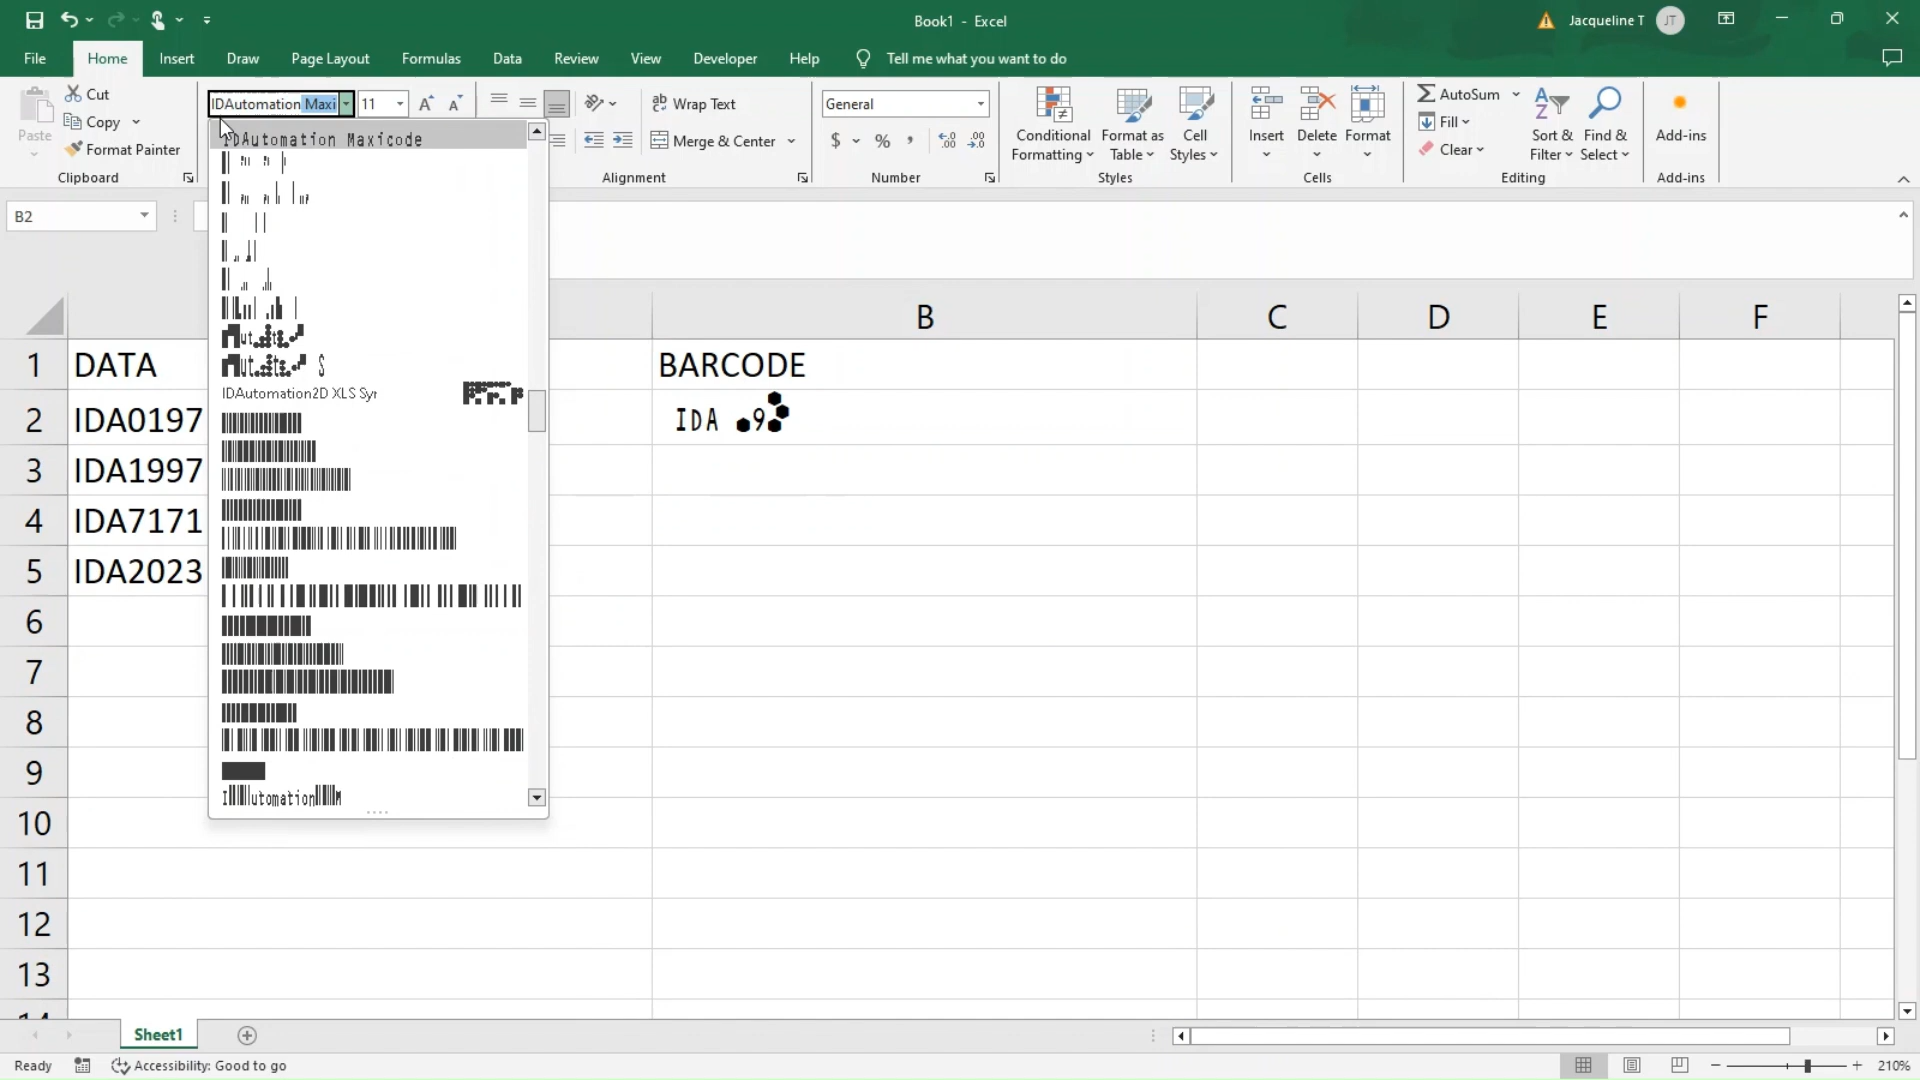 Book1 - Excel
Jacqueline T
JT
File Home Insert Draw Page Layout Formulas Data Review View Developer Help Tell me what you want to do
Paste
Cut
Copy
Format Painter
Clipboard
IDAutomation Maxi
11
Wrap Text
Merge & Center
Alignment
General
Number
Conditional Formatting
Format as Table
Cell Styles
Styles
Insert
Delete
Format
Cells
AutoSum
Fill
Clear
Sort & Filter
Find & Select
Editing
Add-ins
Add-ins
B2
IDAutomation Maxicode
IDAutomation2D XLS Syr
B C D E F
1 DATA BARCODE
2 IDA0197
3 IDA1997
4 IDA7171
5 IDA2023
6
7
8
9
10
11
12
13
Sheet1
Ready
Accessibility: Good to go
210%